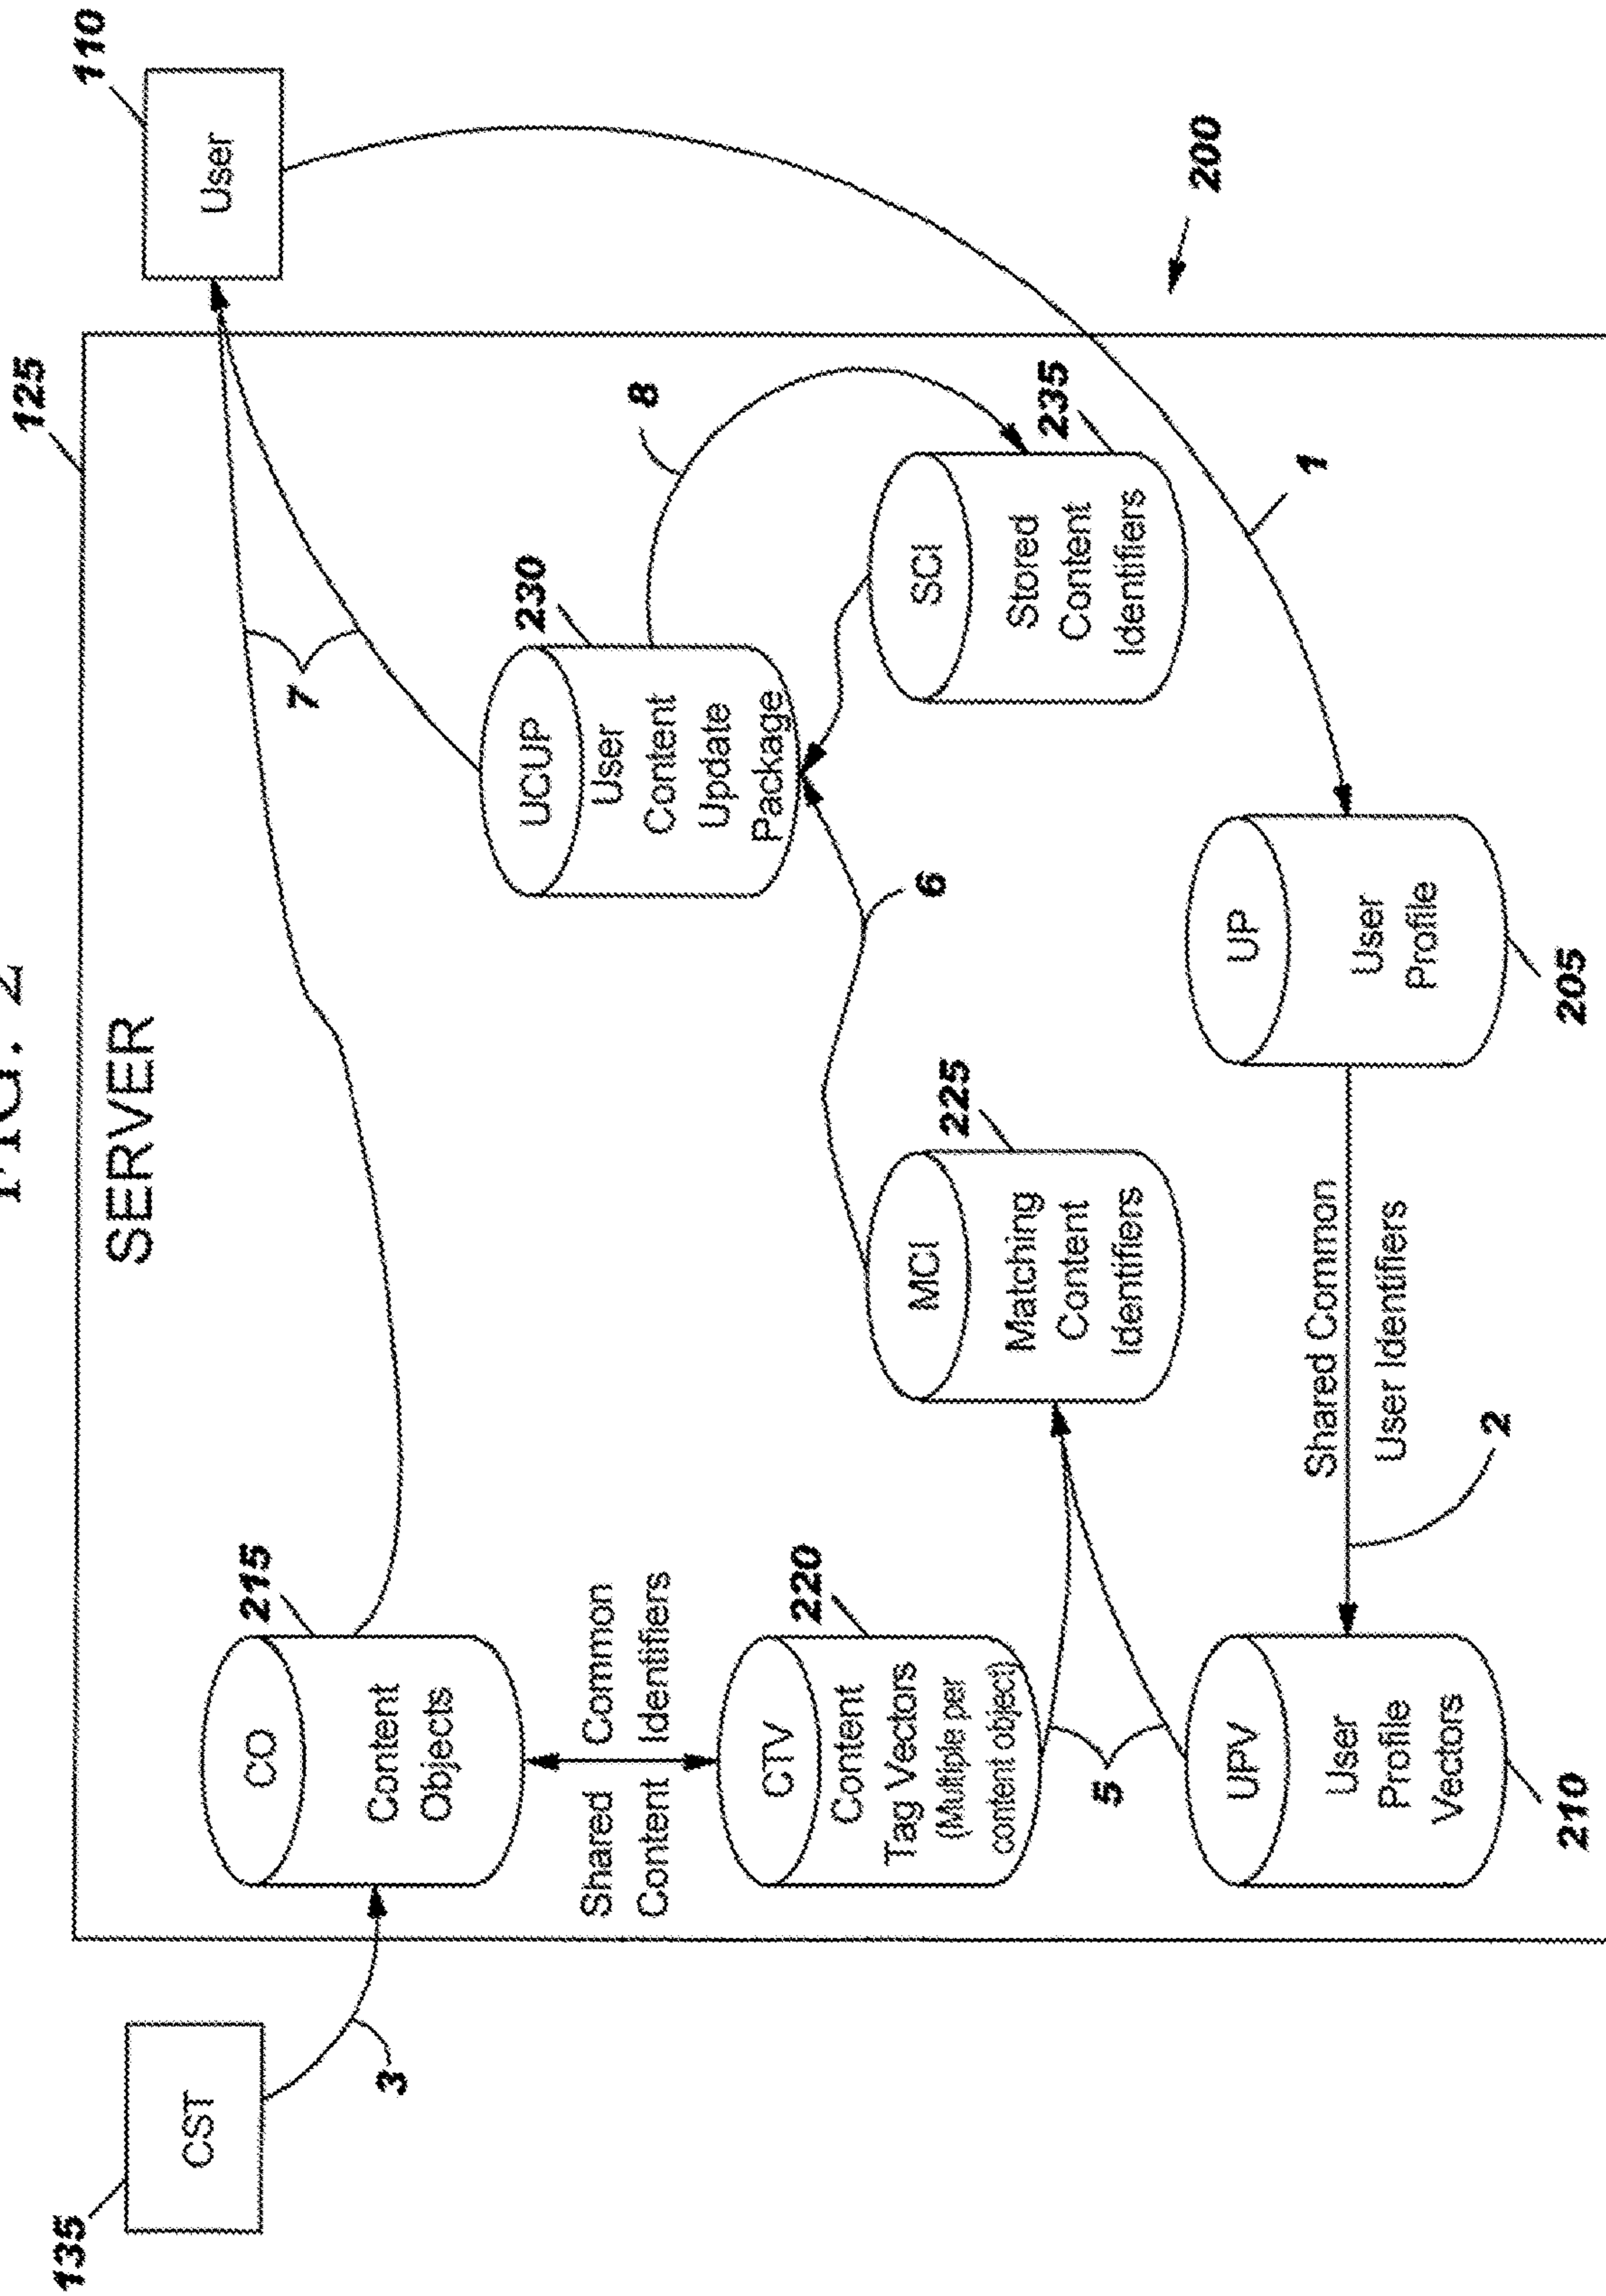 FIG. 2
125
SERVER
135
CST
3
110
User
215
CO
Content
Objects
7
Shared Common
Content Identifiers
220
CTV
Content
Tag Vectors
(Multiple per
content object)
5
230
UCUP
User
Content
Update
Package
8
6
225
MCI
Matching
Content
Identifiers
235
SCI
Stored
Content
Identifiers
200
1
210
UPV
User
Profile
Vectors
Shared Common
User Identifiers
2
205
UP
User
Profile